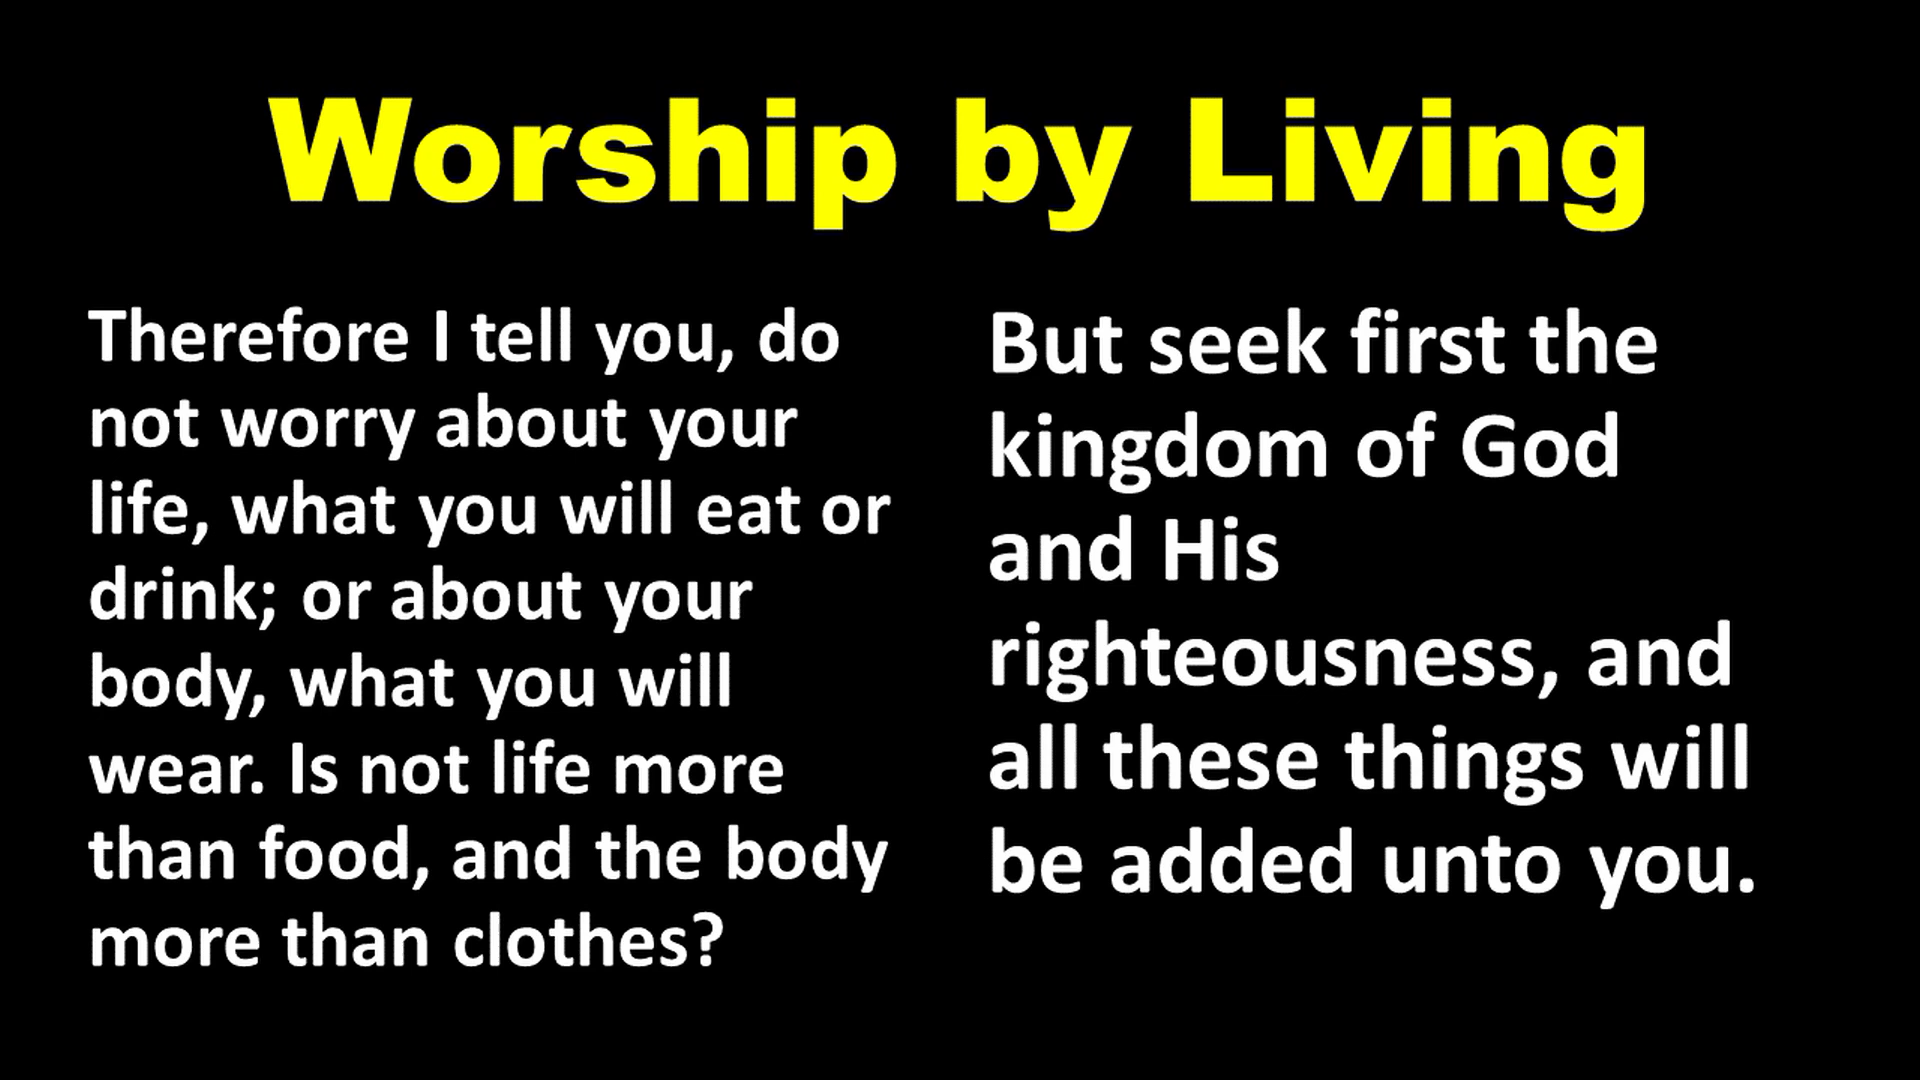 Worship by Living
Therefore I tell you, do
not worry about your
life, what you will eat or
drink; or about your
body, what you will
wear. Is not life more
than food, and the body
more than clothes?
But seek first the
kingdom of God
and His
righteousness, and
all these things will
be added unto you.